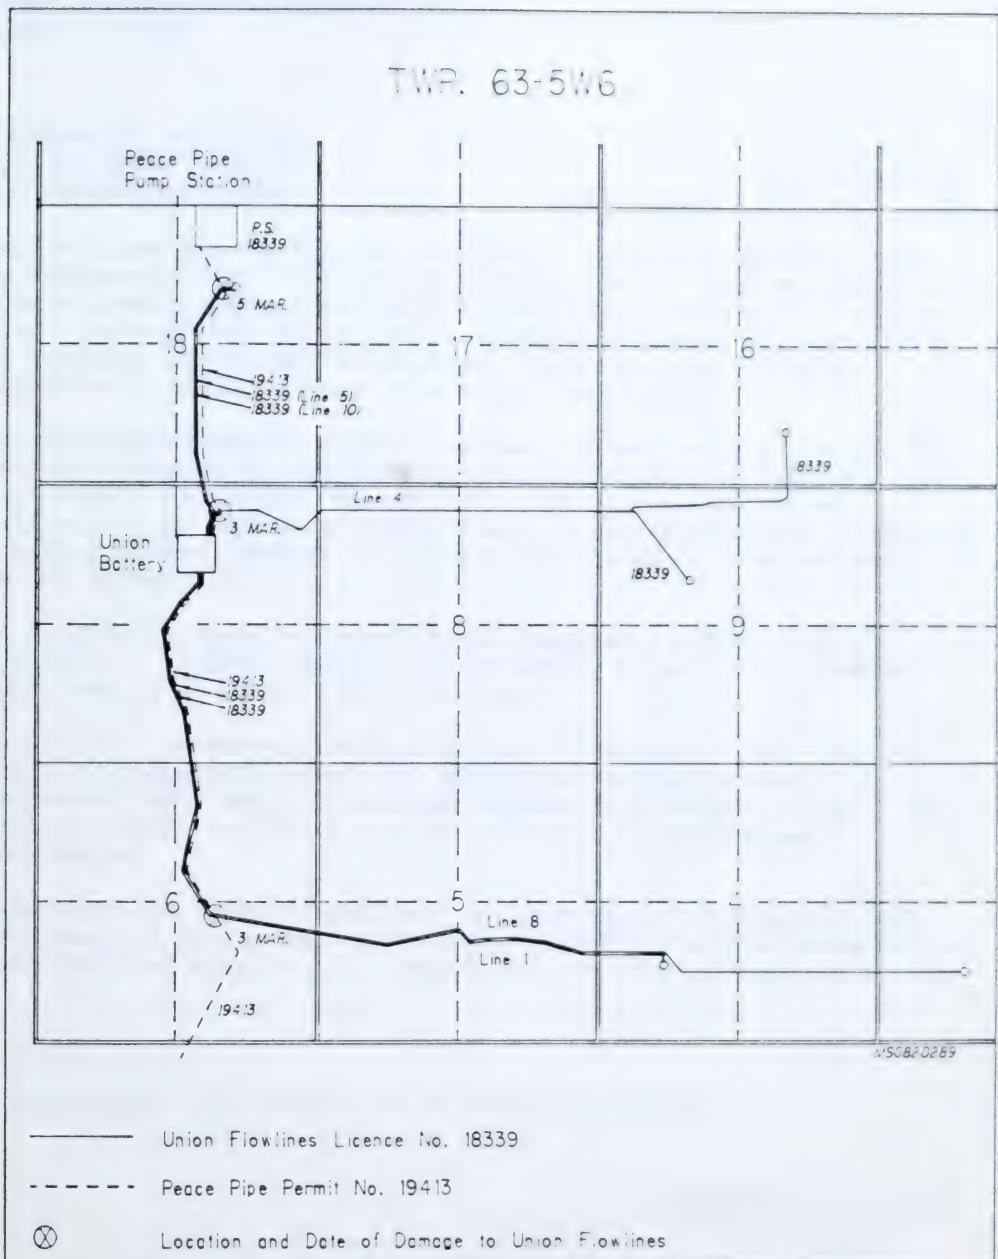 TWP. 63-5W6
Peace Pipe
Pump Station
P.S.
18339
5 MAR.
18
17
16
19413
18339 (Line 5)
18339 (Line 10)
Line 4
18339
3 MAR.
Union
Battery
18339
8
9
19413
18339
18339
6
5
Line 8
3 MAR.
Line 1
19413
Union Flowlines Licence No. 18339
Peace Pipe Permit No. 19413
Location and Date of Damage to Union Flowlines